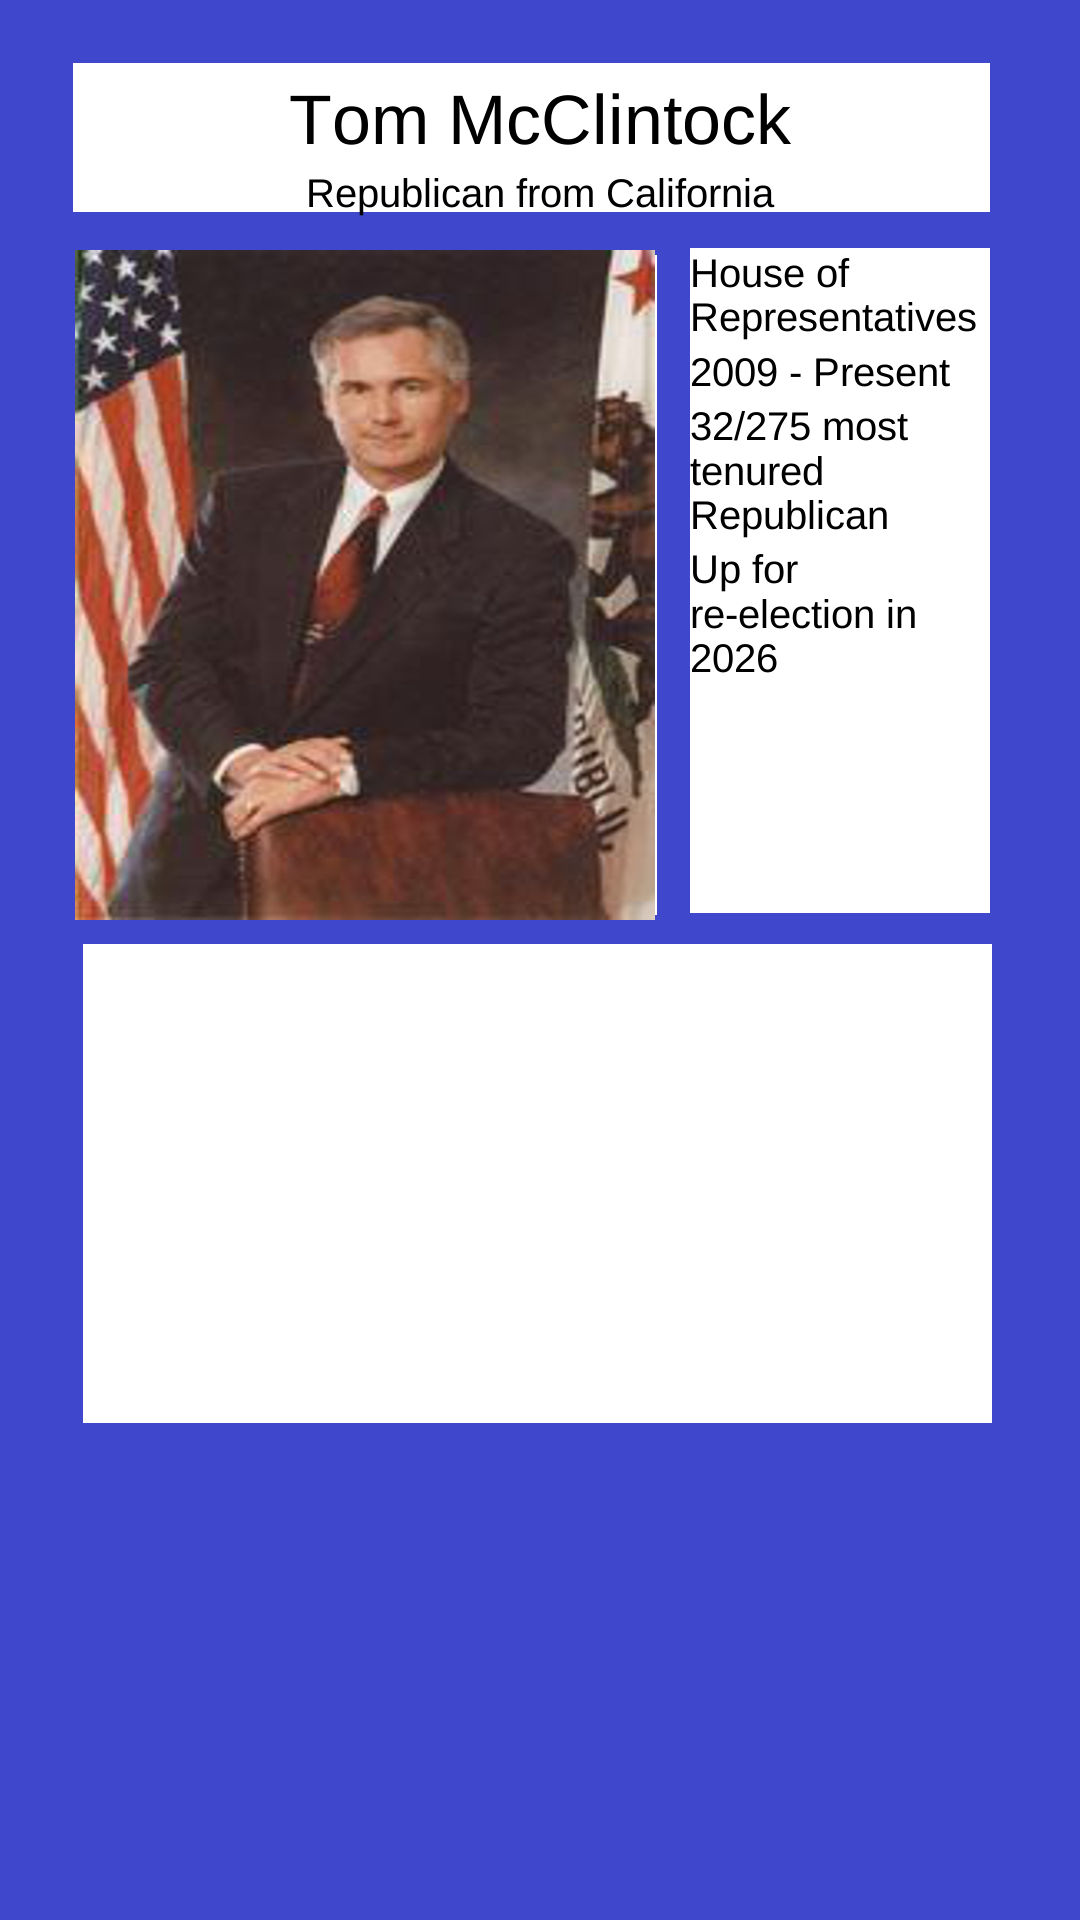 Tom McClintock
Republican from California
House of
Representatives
2009 - Present
32/275 most
tenured
Republican
Up for
re-election in
2026